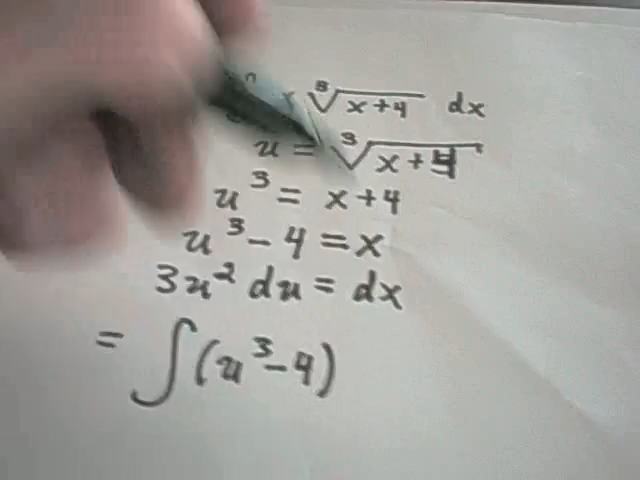 x ∛(x+4) dx
u = ∛(x+4)
u³ = x+4
u³ - 4 = x
3u² du = dx
= ∫ (u³-4)